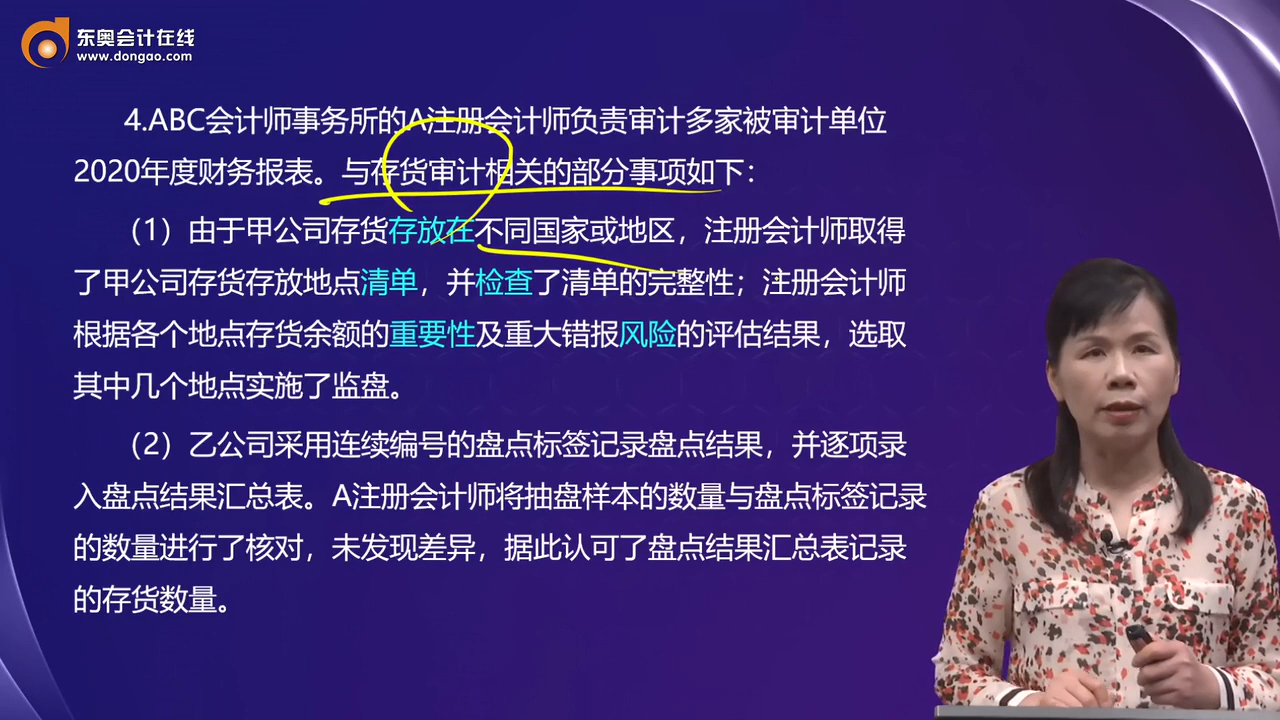 东奥会计在线
www.dongao.com
4.ABC会计师事务所的A注册会计师负责审计多家被审计单位
2020年度财务报表。与存货审计相关的部分事项如下：
（1）由于甲公司存货存放在不同国家或地区，注册会计师取得
了甲公司存货存放地点清单，并检查了清单的完整性；注册会计师
根据各个地点存货余额的重要性及重大错报风险的评估结果，选取
其中几个地点实施了监盘。
（2）乙公司采用连续编号的盘点标签记录盘点结果，并逐项录
入盘点结果汇总表。A注册会计师将抽盘样本的数量与盘点标签记录
的数量进行了核对，未发现差异，据此认可了盘点结果汇总表记录
的存货数量。